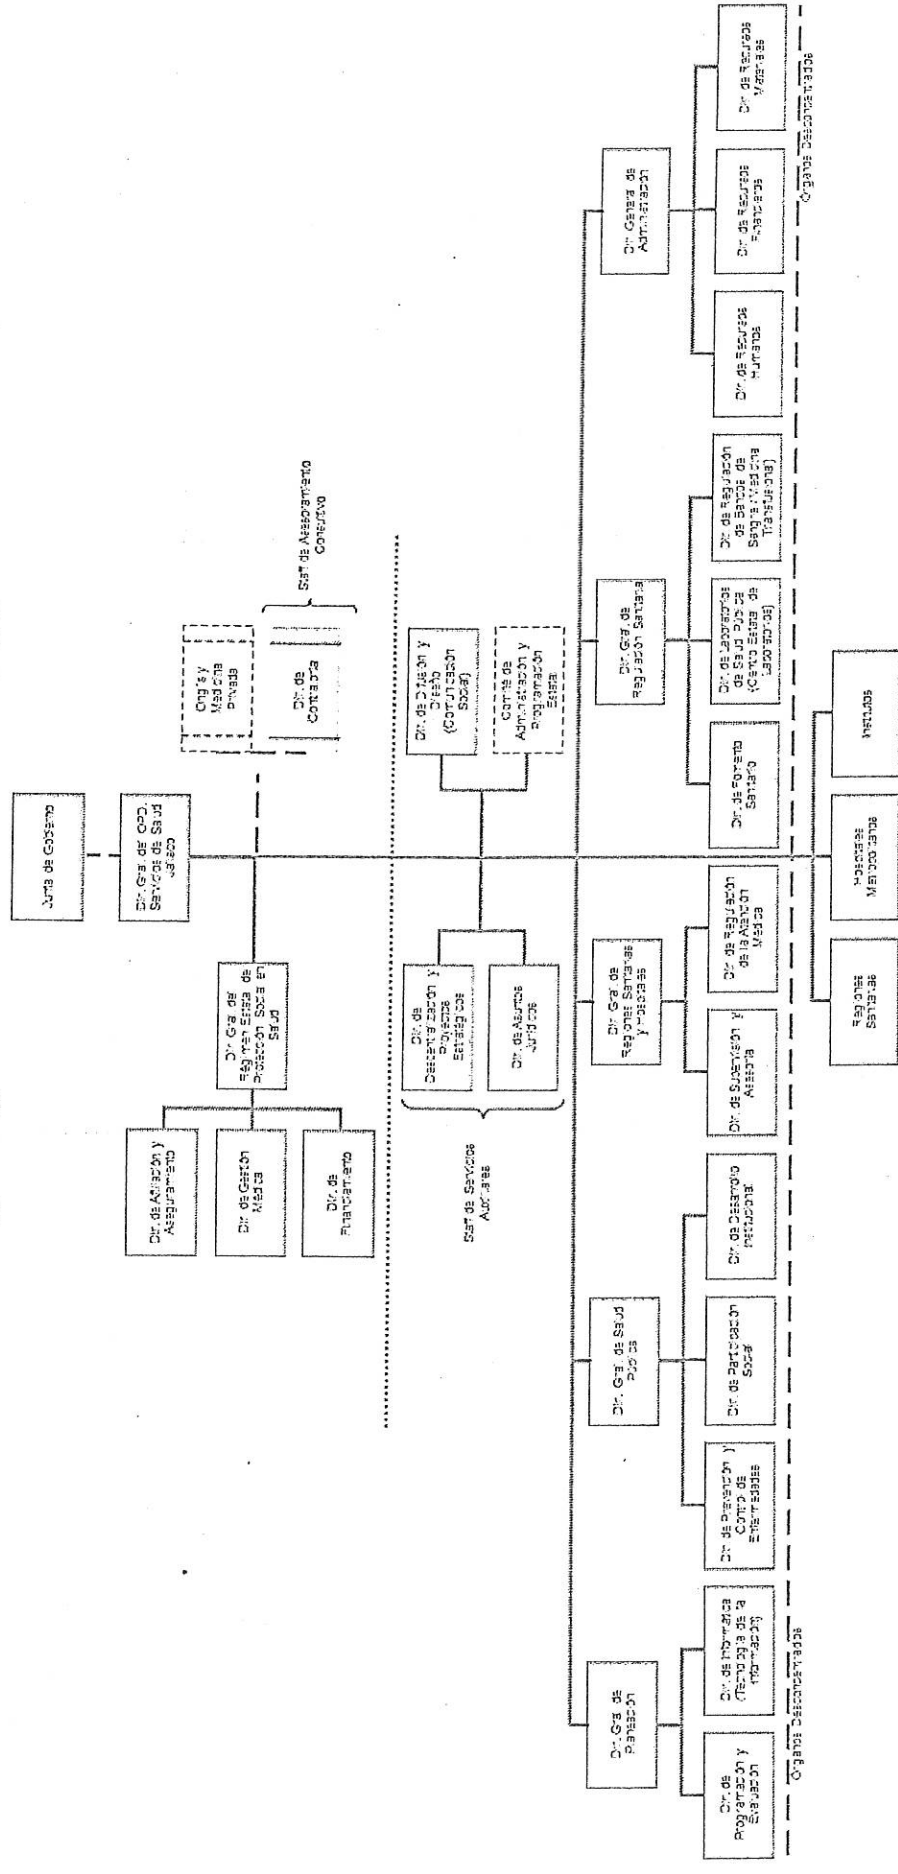 Junta de Gobierno
Dir. Gral. de OPD.
Servicios de Salud
Jalisco
Ong's y
Medicina
Privada
Dir. de
Contraloría
Staff de Asesoramiento
Consultivo
Dir. Gral. del
Régimen Estatal de
Protección Social en
Salud
Dir. de Afiliación y
Aseguramiento
Dir. de Gestión
Médica
Dir. de
Financiamiento
Dir. de
Descentralización y
Proyectos
Estratégicos
Dir. de Asuntos
Jurídicos
Staff de Servicios
Auxiliares
Dir. de Difusión y
Diseño
(Comunicación
Social)
Comité de
Administración y
Programación
Estatal
Dir. Gral. de
Planeación
Dir. Gral. de Salud
Pública
Dir. Gral. de
Regiones Sanitarias
y Hospitales
Dir. Gral. de
Regulación Sanitaria
Dir. General de
Administración
Dir. de
Programación y
Evaluación
Dir. de Informática
(Tecnología de la
Información)
Dir. de Prevención y
Control de
Enfermedades
Dir. de Participación
Social
Dir. de Desarrollo
Institucional
Dir. de Supervisión y
Asesoría
Dir. de Regulación
de la Atención
Médica
Dir. de Fomento
Sanitario
Dir. de Laboratorios
de Salud Pública
(Centro Estatal de
Laboratorios)
Dir. de Regulación
de Bancos de
Sangre (Medicina
Transfusional)
Dir. de Recursos
Humanos
Dir. de Recursos
Financieros
Dir. de Recursos
Materiales
Órganos Desconcentrados
Órganos Desconcentrados
Regiones
Sanitarias
Hospitales
Metropolitanos
Institutos